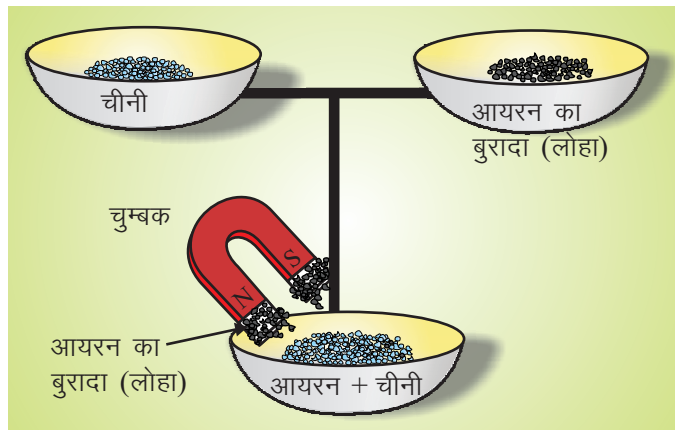 चीनी
आयरन का
बुरादा (लोहा)
चुम्बक
S
N
आयरन का
बुरादा (लोहा)
आयरन + चीनी